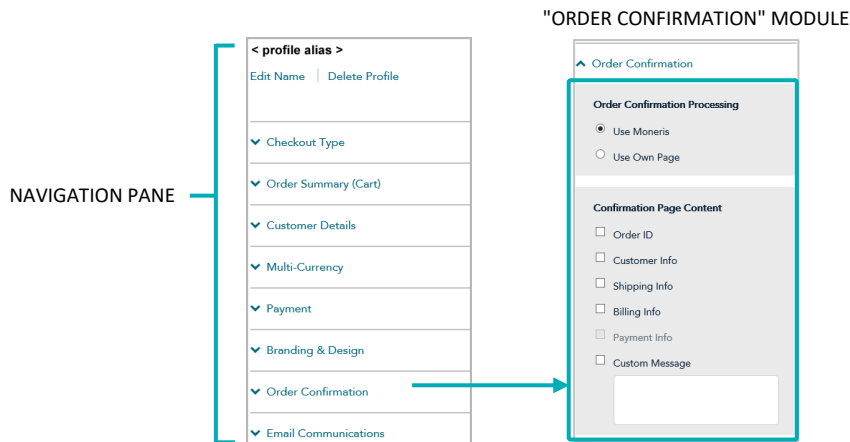 "ORDER CONFIRMATION" MODULE
< profile alias >
Edit Name | Delete Profile
Checkout Type
Order Summary (Cart)
NAVIGATION PANE
Customer Details
Multi-Currency
Payment
Branding & Design
Order Confirmation
Email Communications
Order Confirmation
Order Confirmation Processing
Use Moneris
Use Own Page
Confirmation Page Content
Order ID
Customer Info
Shipping Info
Billing Info
Payment Info
Custom Message